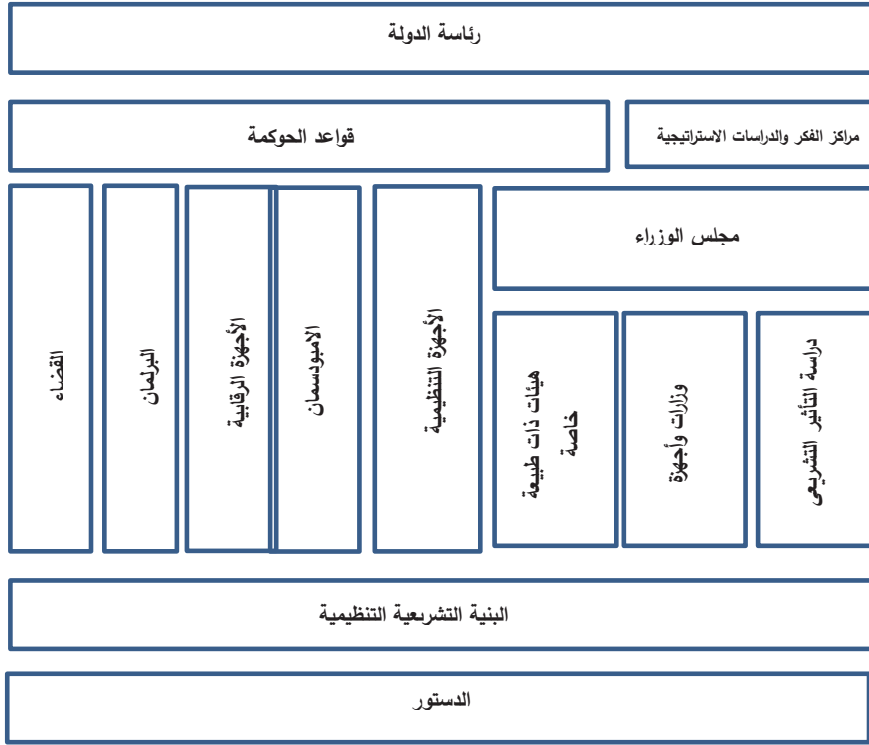 رئاسة الدولة
مراكز الفكر والدراسات الاستراتيجية
قواعد الحوكمة
مجلس الوزراء
دراسة التأثير التشريعى
وزارات وأجهزة
هيئات ذات طبيعة
خاصة
الأجهزة التنظيمية
الامبودسمان
الأجهزة الرقابية
البرلمان
القضاء
البنية التشريعية التنظيمية
الدستور